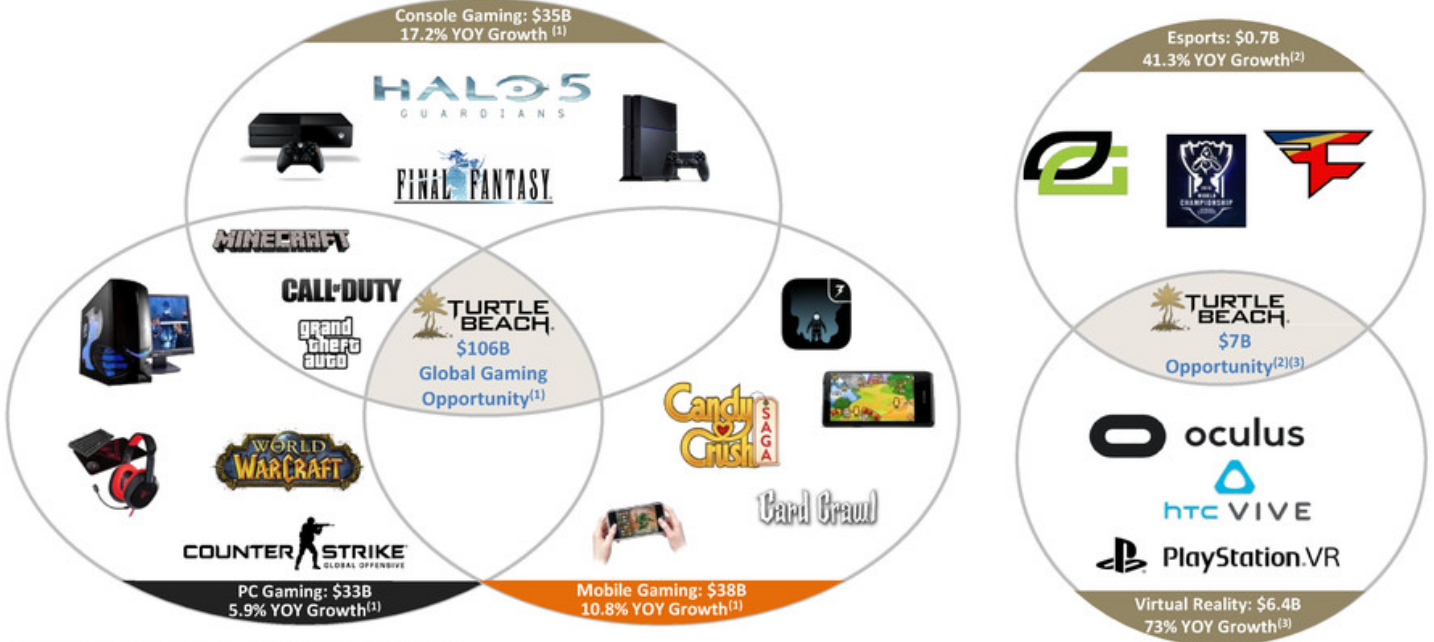 Console Gaming: $35B
17.2% YOY Growth (1)
HALO 5
GUARDIANS
FINAL FANTASY
MINECRAFT
CALL OF DUTY
grand
theft
auto
TURTLE
BEACH
$106B
Global Gaming
Opportunity(1)
Candy
Crush
SAGA
WORLD
WARCRAFT
Card Crawl
COUNTER STRIKE
GLOBAL OFFENSIVE
PC Gaming: $33B
5.9% YOY Growth(1)
Mobile Gaming: $38B
10.8% YOY Growth(1)
Esports: $0.7B
41.3% YOY Growth(2)
WORLD
CHAMPIONSHIP
TURTLE
BEACH
$7B
Opportunity(2)(3)
oculus
hTC VIVE
PlayStation.VR
Virtual Reality: $6.4B
73% YOY Growth(3)